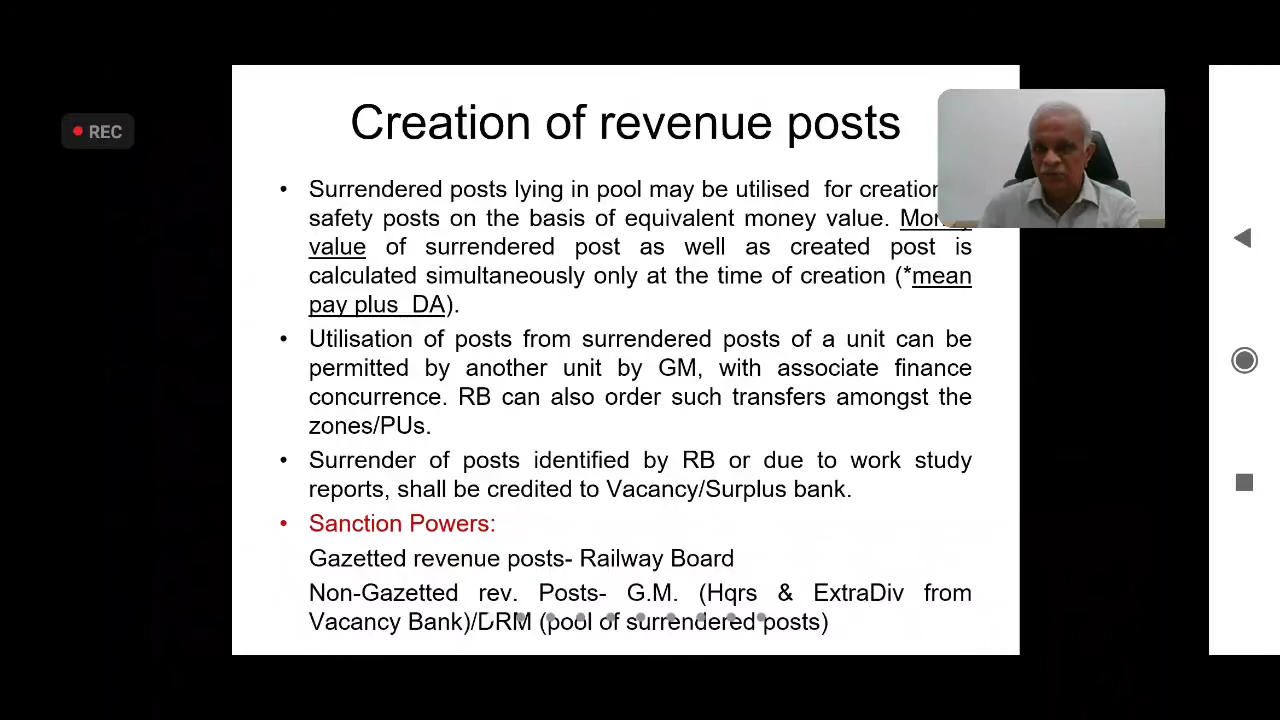 REC
Creation of revenue posts
• Surrendered posts lying in pool may be utilised for creation
safety posts on the basis of equivalent money value. Money
value of surrendered post as well as created post is
calculated simultaneously only at the time of creation (*mean
pay plus DA).
• Utilisation of posts from surrendered posts of a unit can be
permitted by another unit by GM, with associate finance
concurrence. RB can also order such transfers amongst the
zones/PUs.
• Surrender of posts identified by RB or due to work study
reports, shall be credited to Vacancy/Surplus bank.
• Sanction Powers:
Gazetted revenue posts- Railway Board
Non-Gazetted rev. Posts- G.M. (Hqrs & ExtraDiv from
Vacancy Bank)/DRM (pool of surrendered posts)